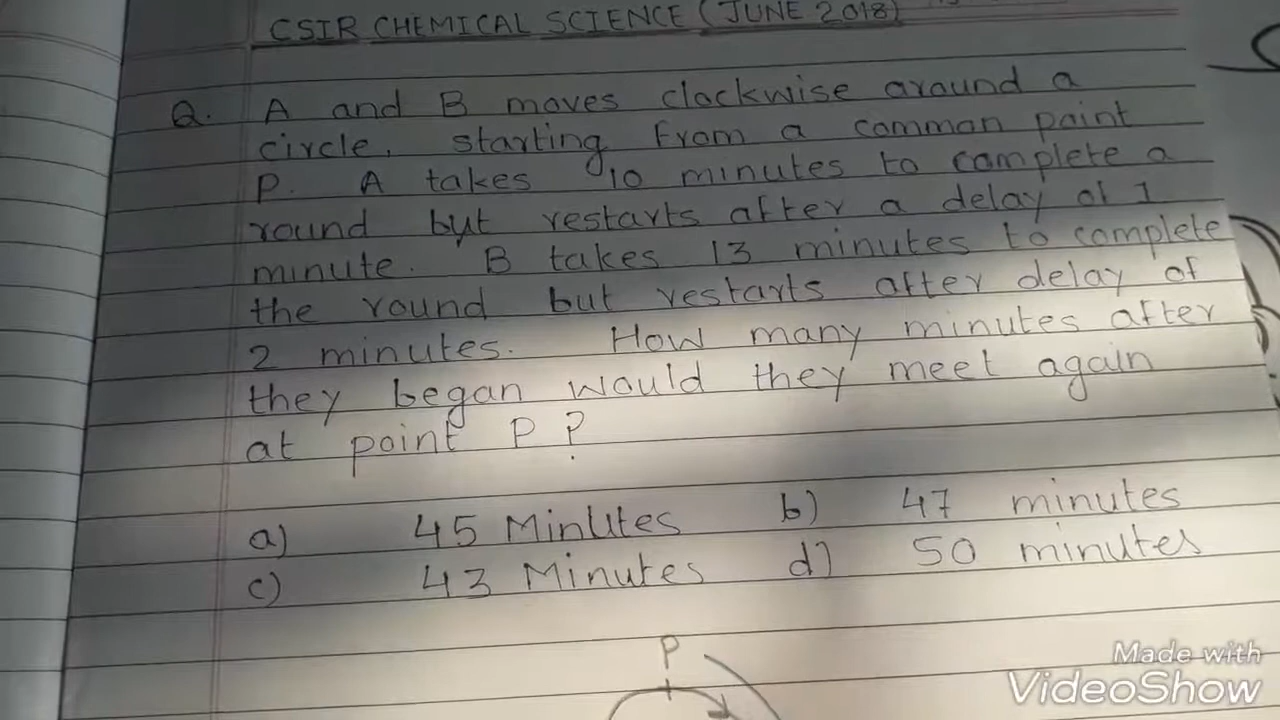 CSIR CHEMICAL SCIENCE (JUNE 2018)
Q. A and B moves clockwise around a
circle, starting from a common point
P. A takes 10 minutes to complete a
round but restarts after a delay of 1
minute. B takes 13 minutes to complete
the round but restarts after delay of
2 minutes. How many minutes after
they began would they meet again
at point P?
a) 45 Minutes b) 47 minutes
c) 43 Minutes d) 50 minutes
P
Made with
VideoShow